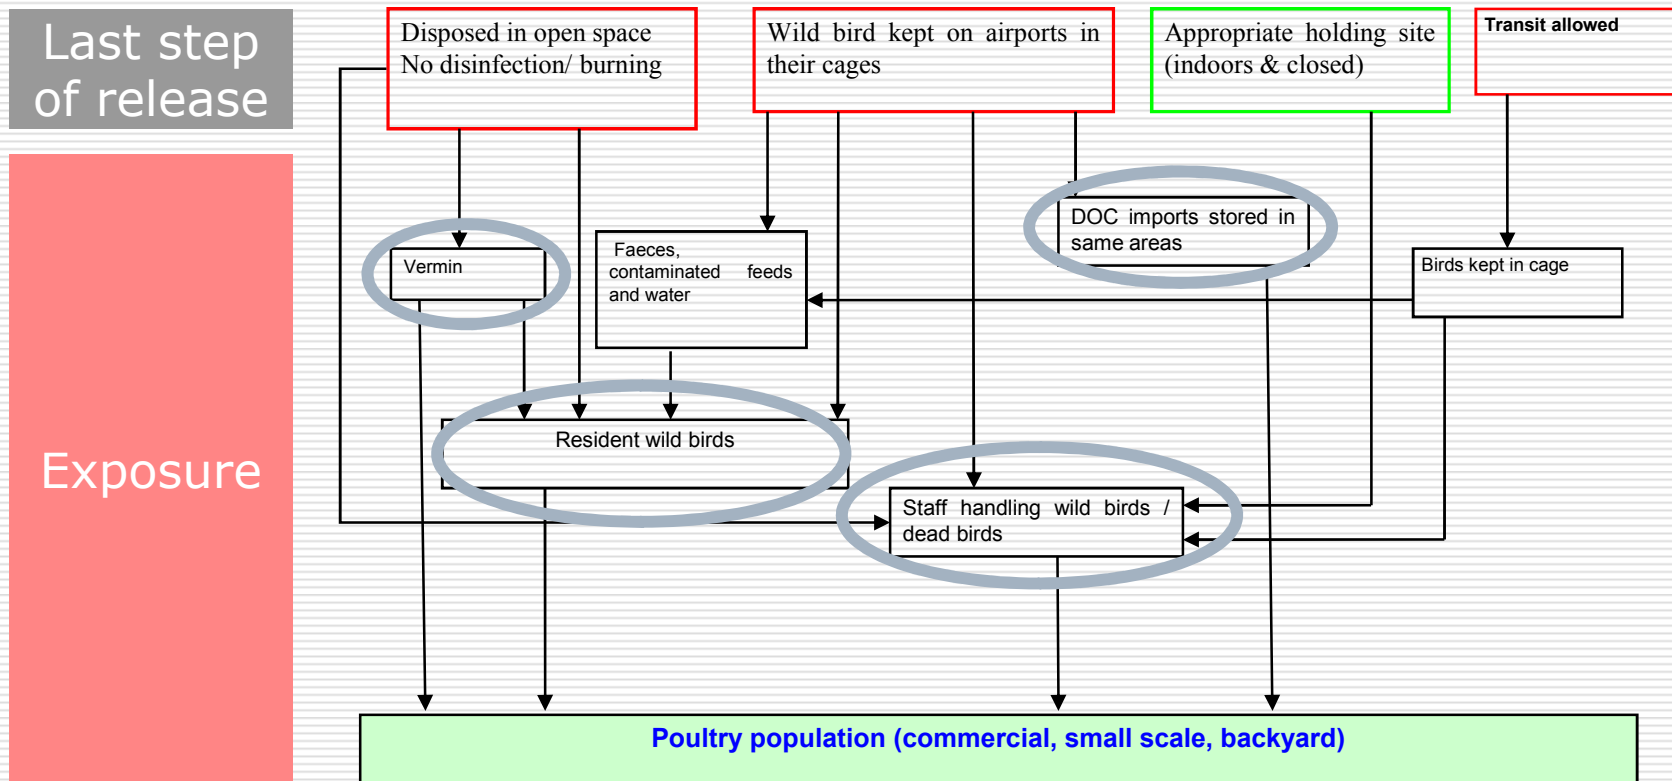 Last step
of release
Disposed in open space
No disinfection/ burning
Wild bird kept on airports in
their cages
Appropriate holding site
(indoors & closed)
Transit allowed
Exposure
Vermin
Faeces,
contaminated feeds
and water
DOC imports stored in
same areas
Birds kept in cage
Resident wild birds
Staff handling wild birds /
dead birds
Poultry population (commercial, small scale, backyard)